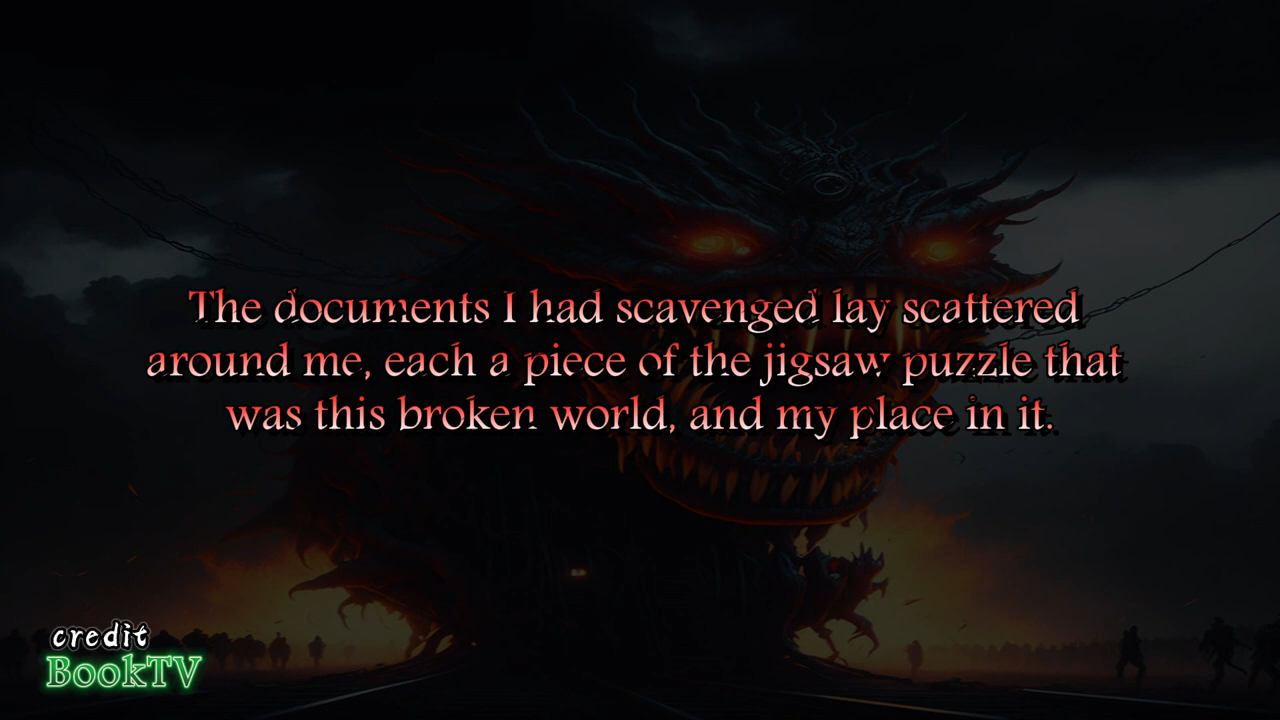 The documents I had scavenged lay scattered
around me, each a piece of the jigsaw puzzle that
was this broken world, and my place in it.
credit
BookTV